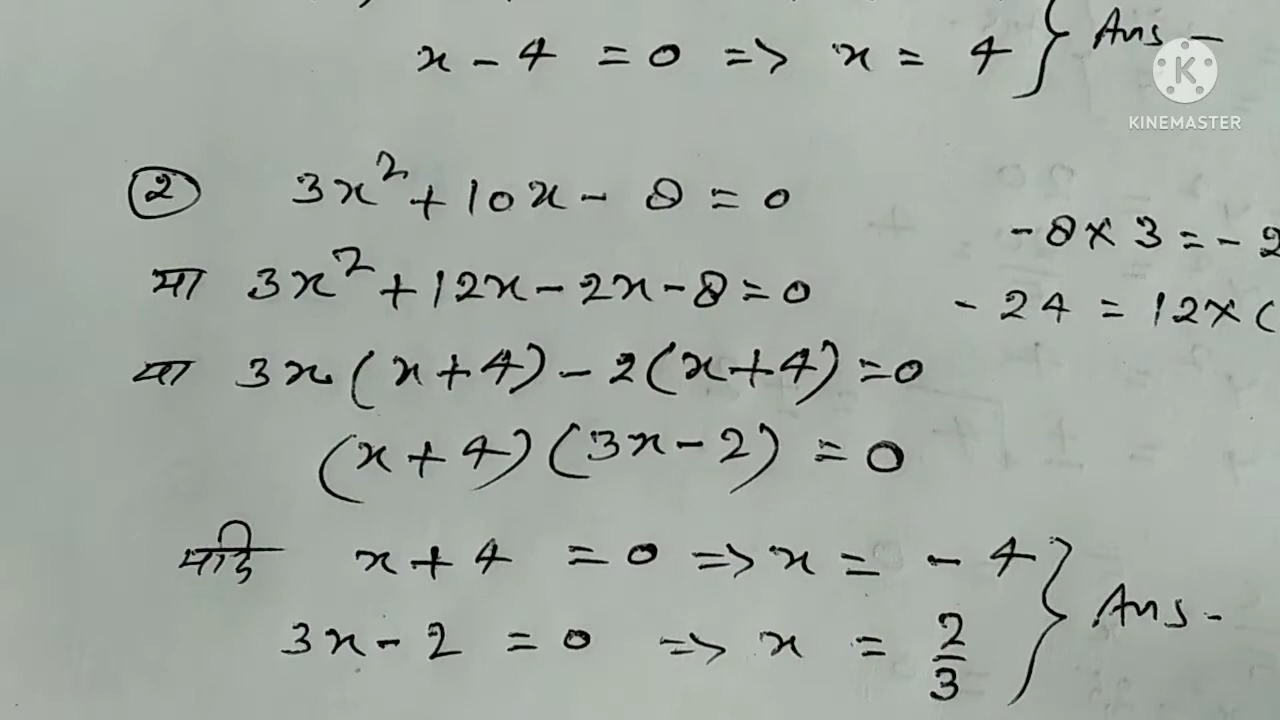 x - 4 = 0 => x = 4 } Ans -
KINEMASTER
② 3x² + 10x - 8 = 0
-8 × 3 = - 2
या 3x² + 12x - 2x - 8 = 0
- 24 = 12 × (
या 3x (x + 4) - 2 (x + 4) = 0
(x + 4) (3x - 2) = 0
यदि x + 4 = 0 => x = - 4
3x - 2 = 0 => x = 2/3 } Ans -